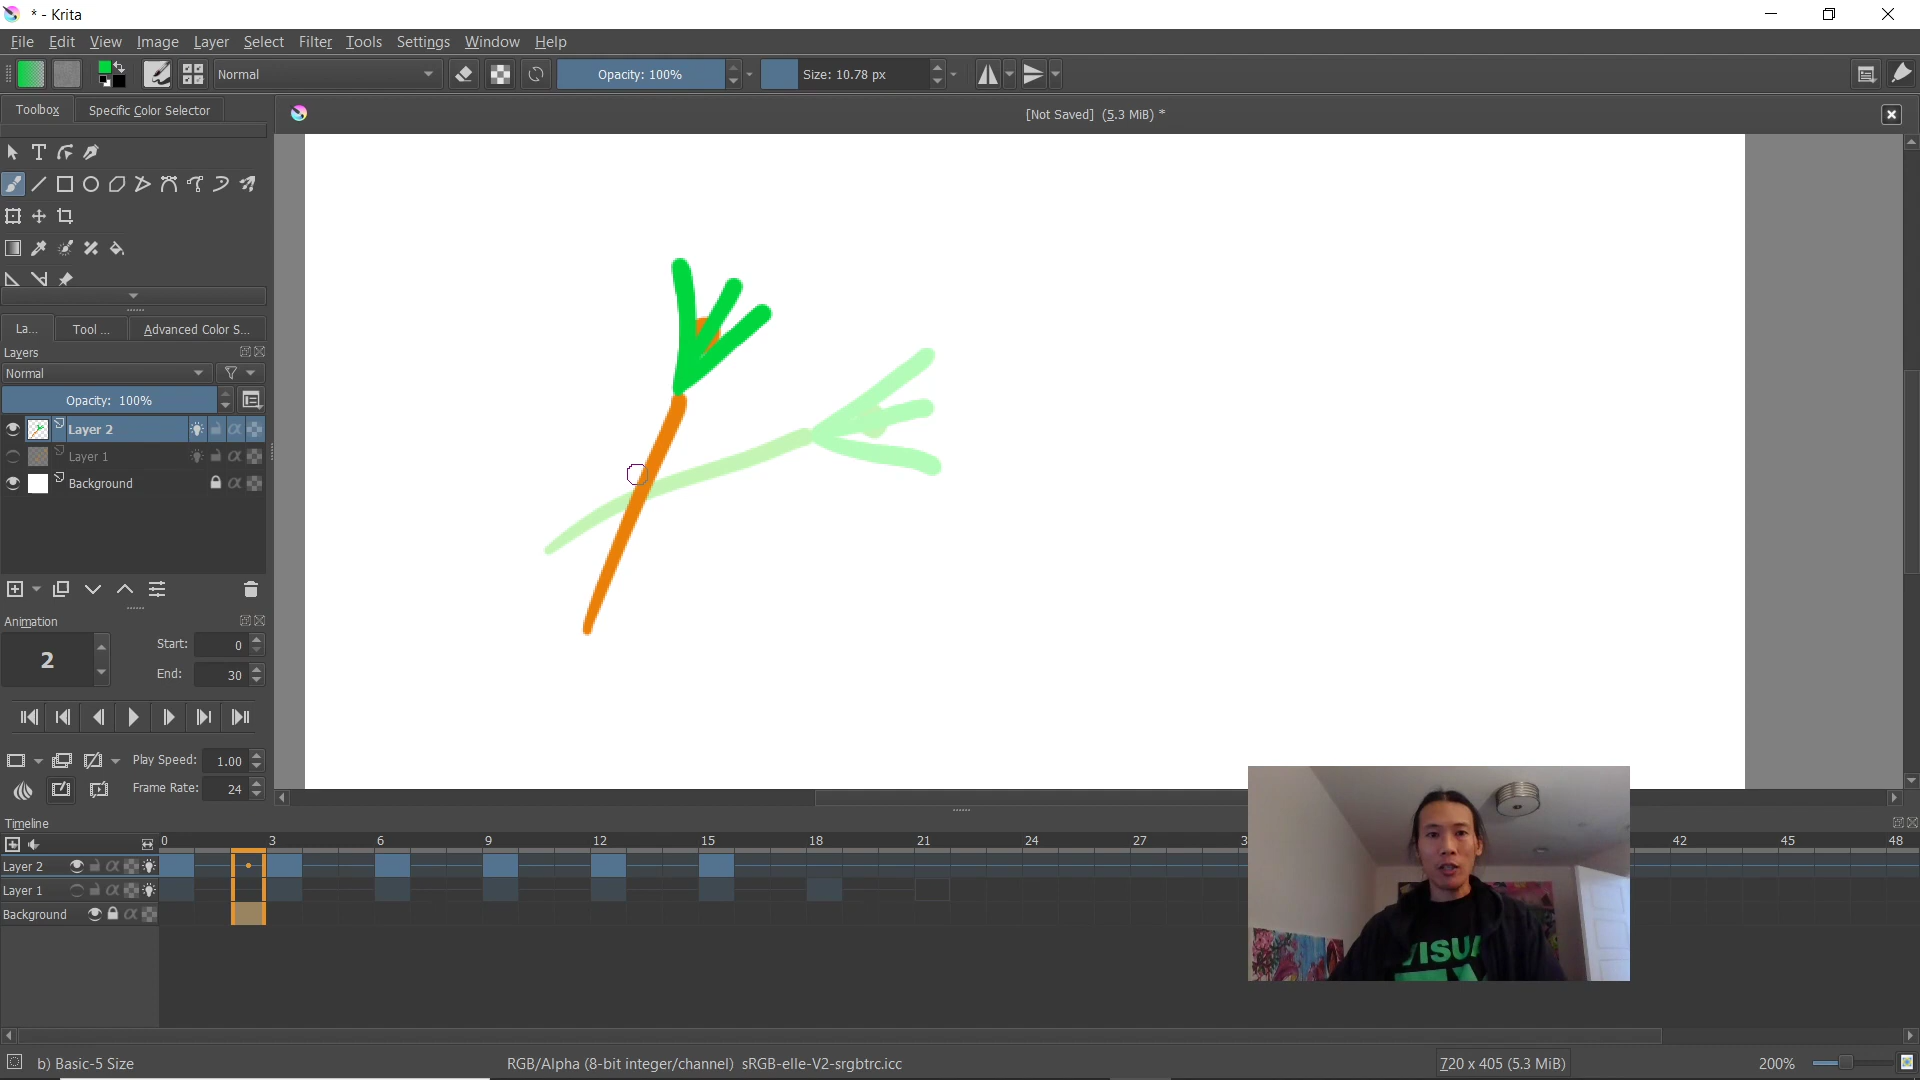 * - Krita
File Edit View Image Layer Select Filter Tools Settings Window Help
Normal Opacity: 100% Size: 10.78 px
Toolbox Specific Color Selector [Not Saved] (5.3 MiB) *
La... Tool ... Advanced Color S...
Layers
Normal
Opacity: 100%
Layer 2
Layer 1
Background
Animation
2 Start: 0
End: 30
Play Speed: 1.00
Frame Rate: 24
Timeline
0 3 6 9 12 15 18 21 24 27 3 42 45 48
Layer 2
Layer 1
Background
VISUA
b) Basic-5 Size RGB/Alpha (8-bit integer/channel) sRGB-elle-V2-srgbtrc.icc 720 x 405 (5.3 MiB) 200%